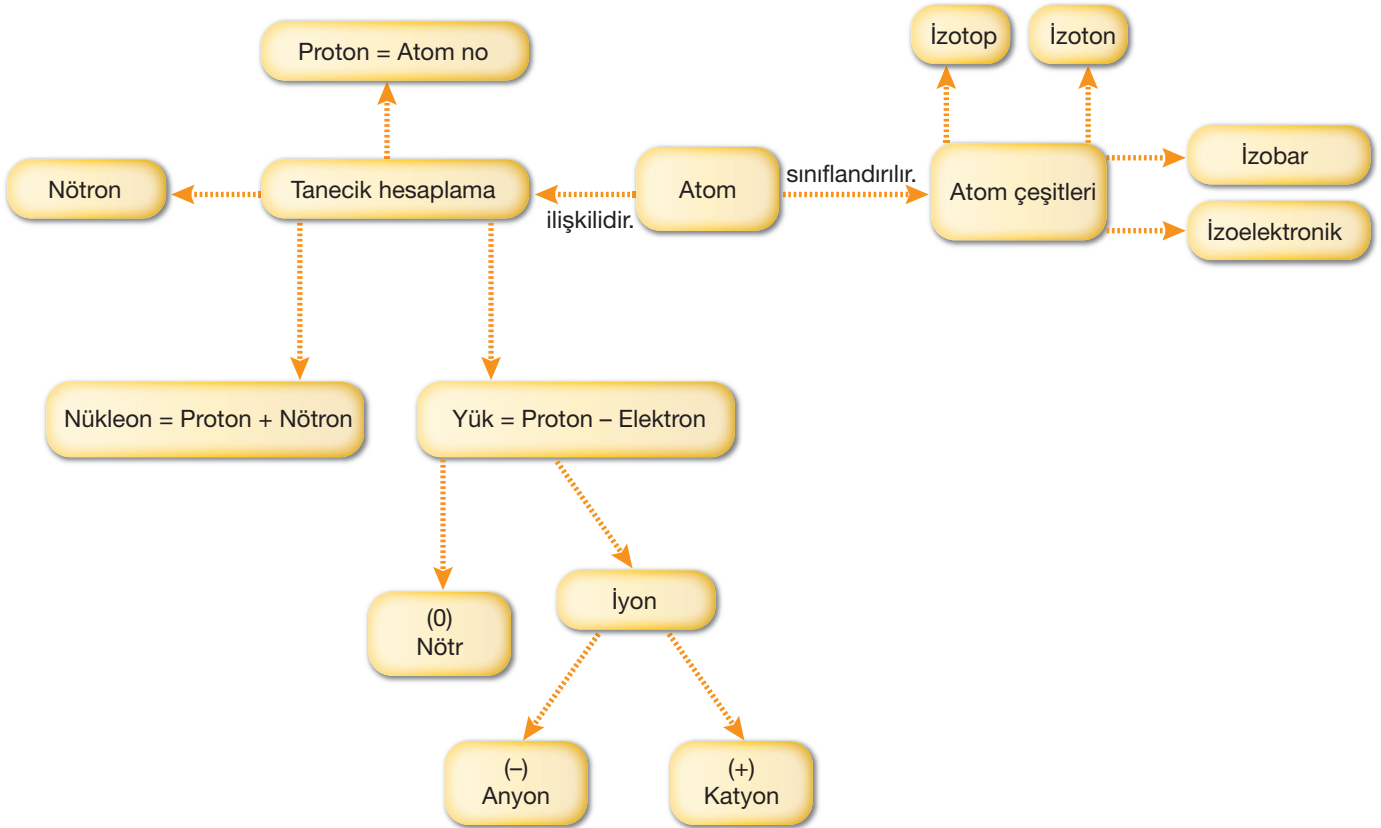 Proton = Atom no
İzotop
İzoton
Nötron
Tanecik hesaplama
ilişkilidir.
Atom
sınıflandırılır.
Atom çeşitleri
İzobar
İzoelektronik
Nükleon = Proton + Nötron
Yük = Proton – Elektron
(0)
Nötr
İyon
(–)
Anyon
(+)
Katyon